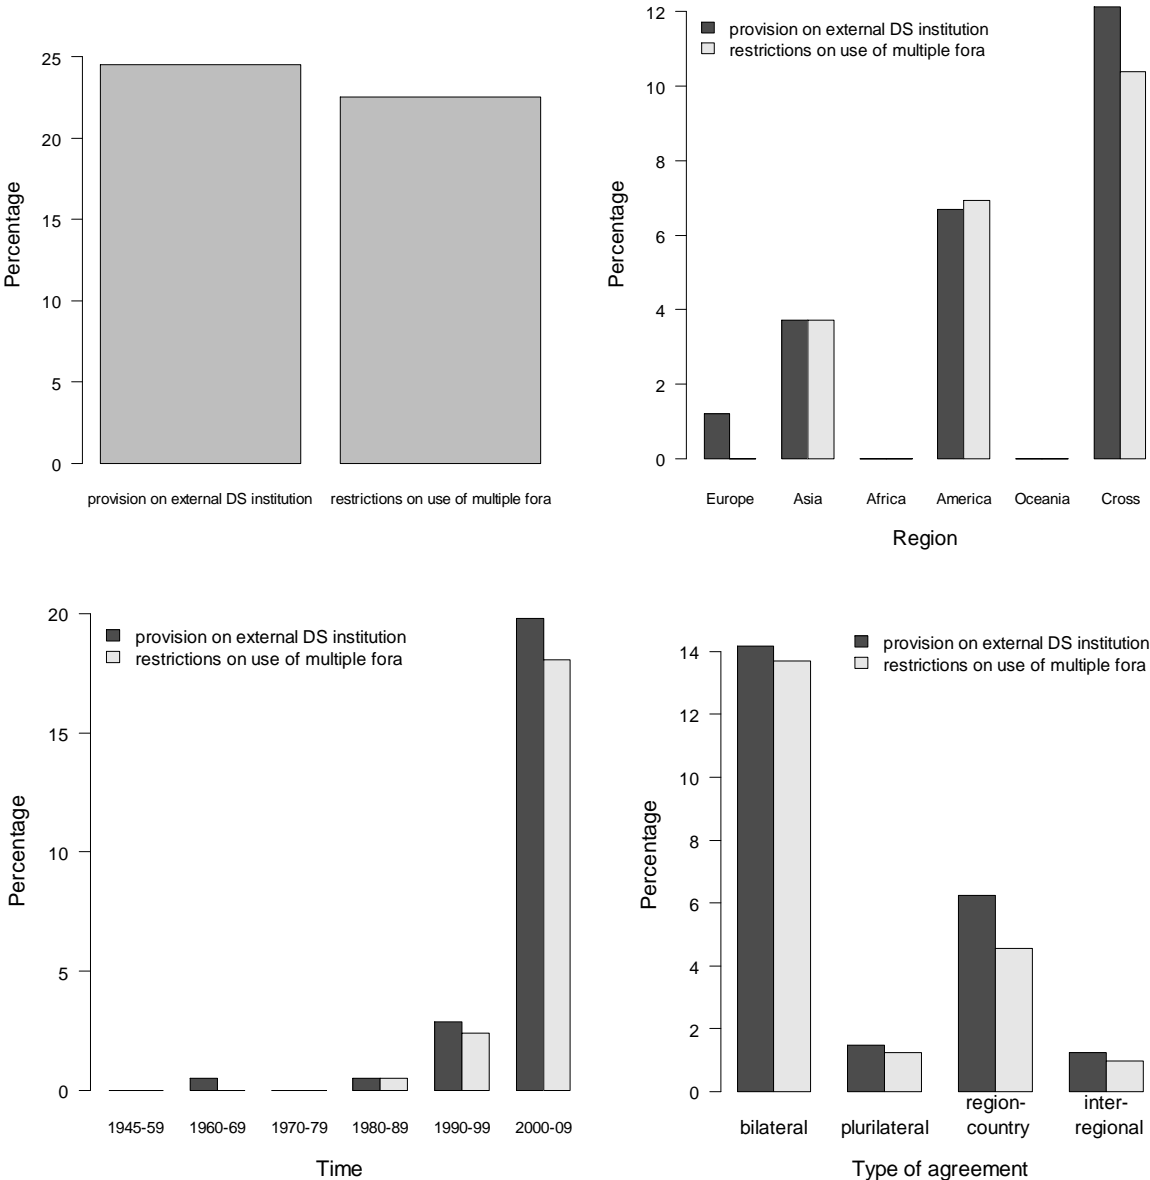 25
20
15
10
5
0
Percentage
provision on external DS institution
restrictions on use of multiple fora
12
10
8
6
4
2
0
Percentage
provision on external DS institution
restrictions on use of multiple fora
Europe
Asia
Africa
America
Oceania
Cross
Region
20
15
10
5
0
Percentage
provision on external DS institution
restrictions on use of multiple fora
1945-59
1960-69
1970-79
1980-89
1990-99
2000-09
Time
14
12
10
8
6
4
2
0
Percentage
provision on external DS institution
restrictions on use of multiple fora
bilateral
plurilateral
region-
country
inter-
regional
Type of agreement